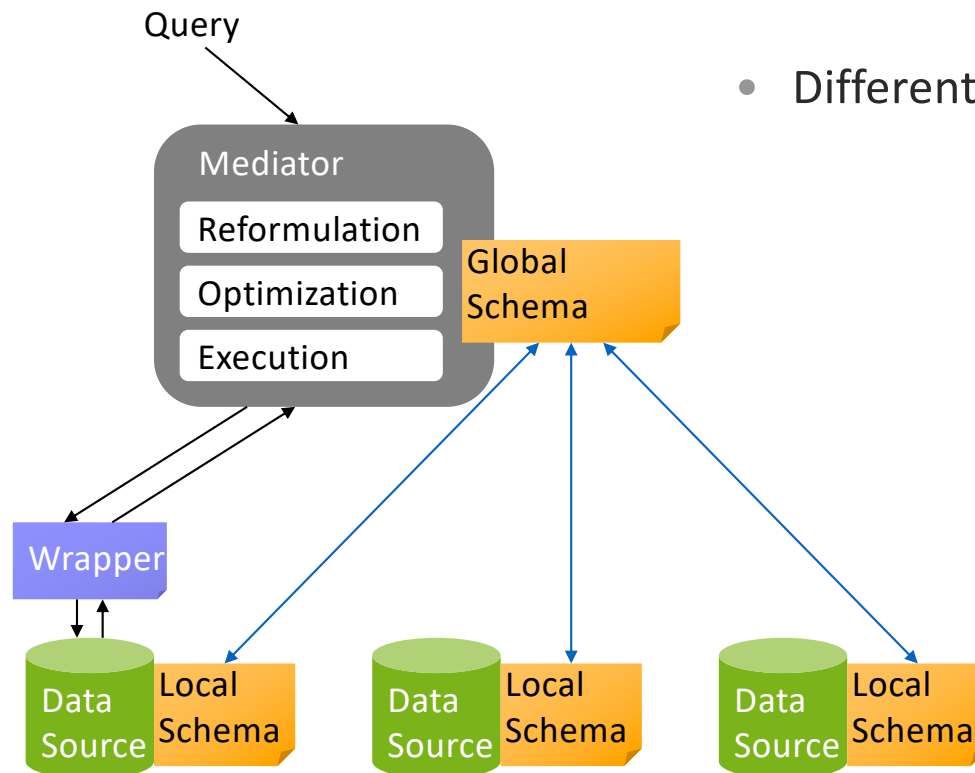 Query
• Different
Mediator
Reformulation
Optimization
Execution
Global
Schema
Wrapper
Data
Source
Local
Schema
Data
Source
Local
Schema
Data
Source
Local
Schema